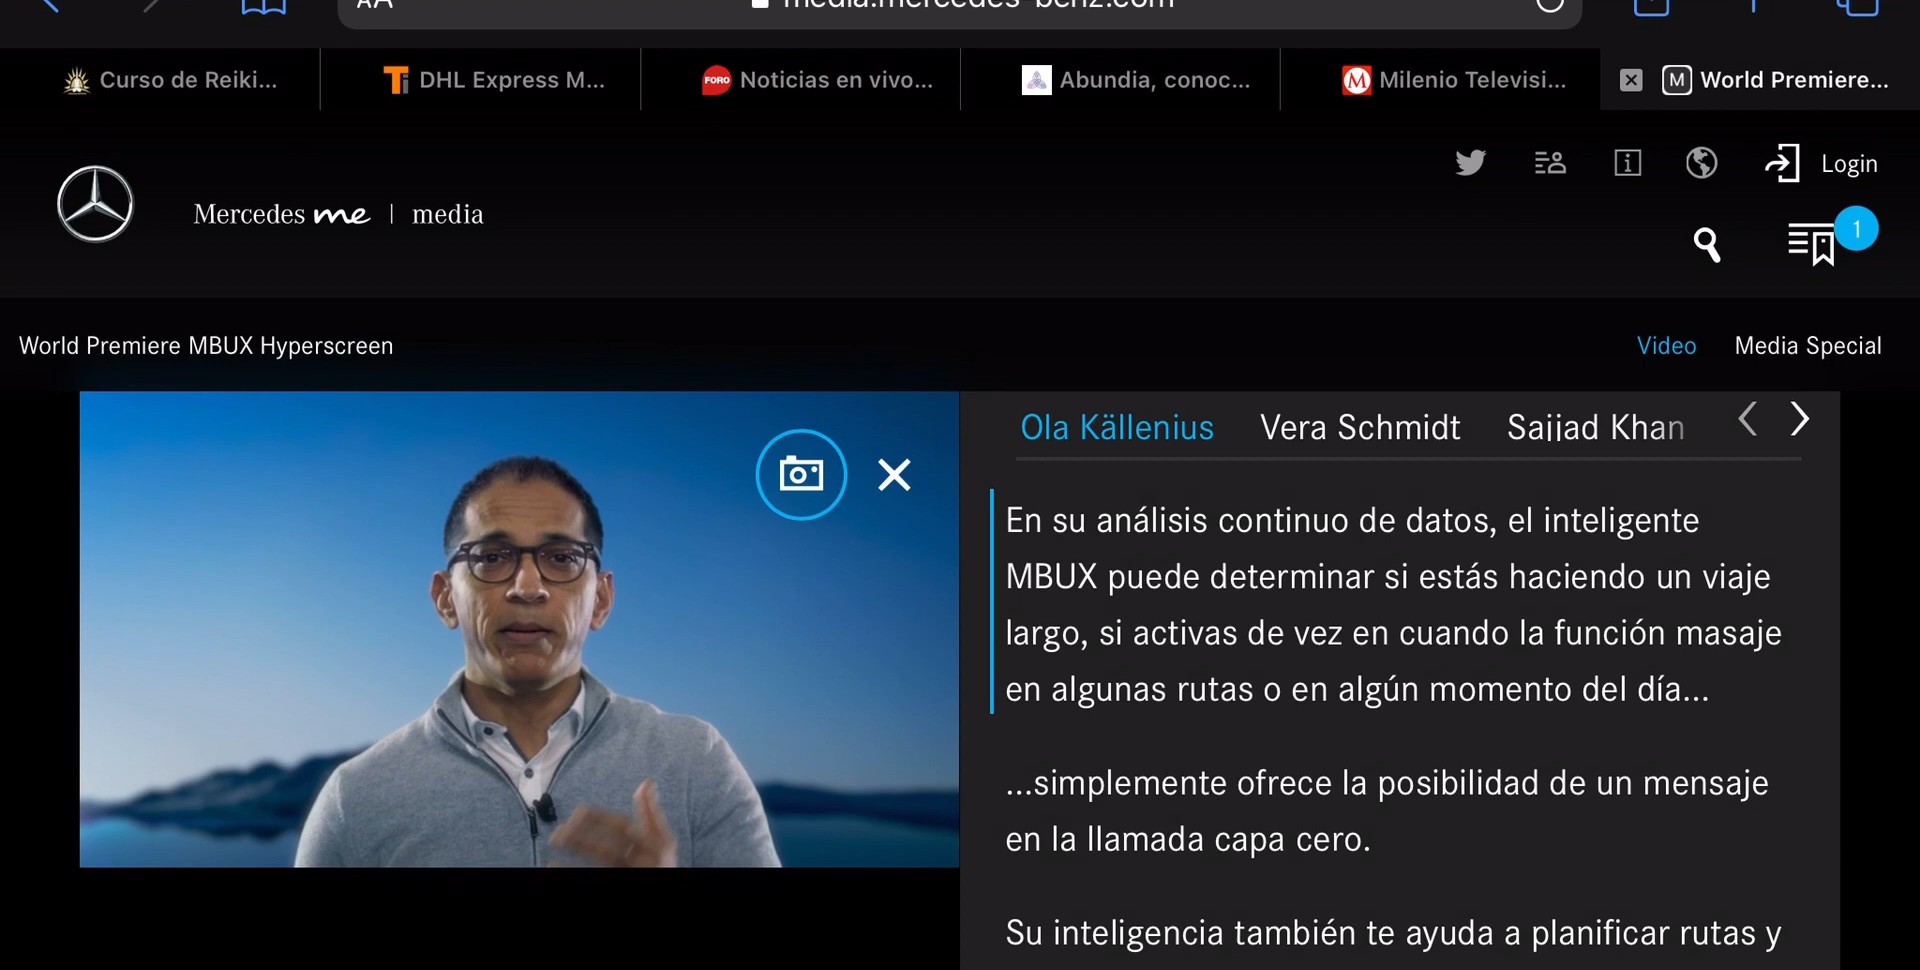 AA
media.mercedes-benz.com
Curso de Reiki...
DHL Express M...
FORO
Noticias en vivo...
Abundia, conoc...
M
Milenio Televisi...
M
World Premiere...
Login
Mercedes me | media
1
World Premiere MBUX Hyperscreen
Video
Media Special
Ola Källenius
Vera Schmidt
Sajjad Khan
En su análisis continuo de datos, el inteligente
MBUX puede determinar si estás haciendo un viaje
largo, si activas de vez en cuando la función masaje
en algunas rutas o en algún momento del día...
...simplemente ofrece la posibilidad de un mensaje
en la llamada capa cero.
Su inteligencia también te ayuda a planificar rutas y